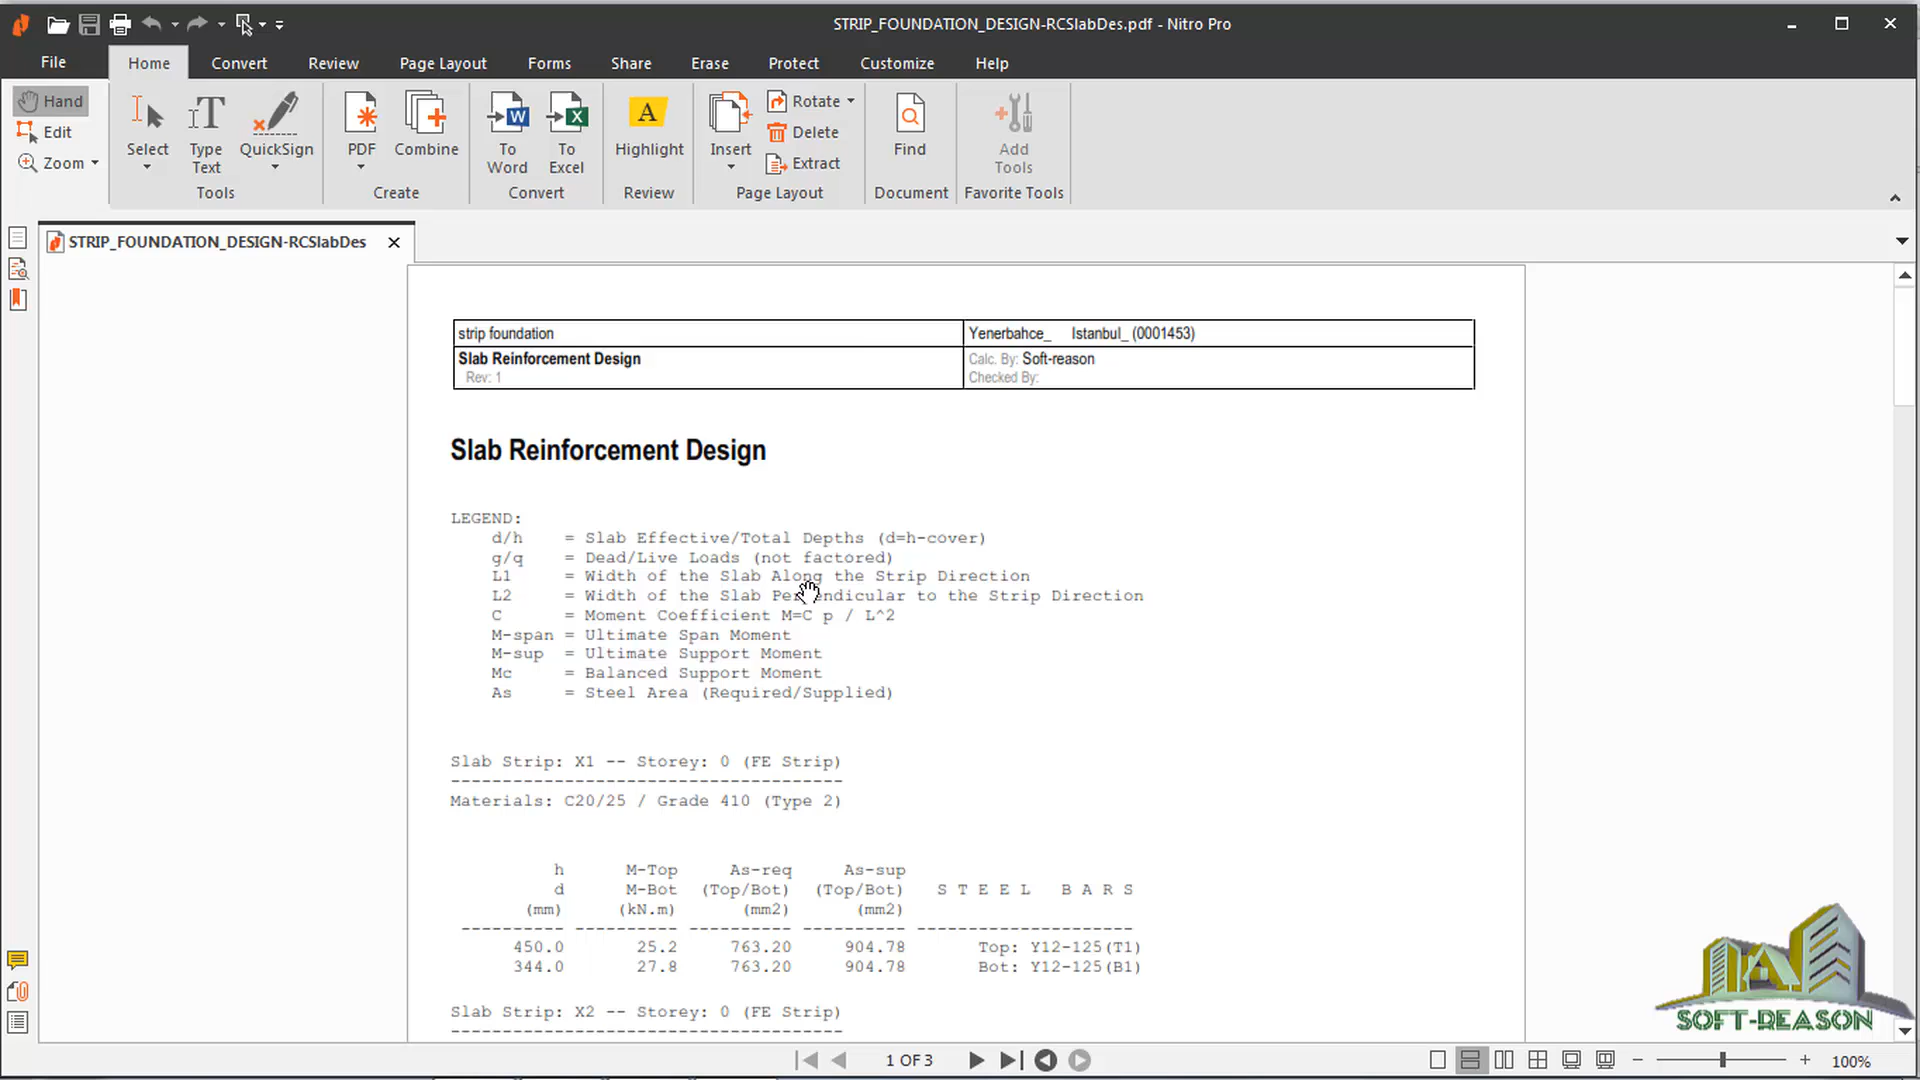 STRIP_FOUNDATION_DESIGN-RCSlabDes.pdf - Nitro Pro
File Home Convert Review Page Layout Forms Share Erase Protect Customize Help
Hand
Edit
Zoom
Select
Type Text
QuickSign
Tools
PDF
Combine
Create
To Word
To Excel
Convert
A
Highlight
Review
Insert
Rotate
Delete
Extract
Page Layout
Find
Document
Add Tools
Favorite Tools
STRIP_FOUNDATION_DESIGN-RCSlabDes
strip foundation
Yenerbahce_ Istanbul_ (0001453)
Slab Reinforcement Design
Rev: 1
Calc. By: Soft-reason
Checked By:
Slab Reinforcement Design
LEGEND:
d/h = Slab Effective/Total Depths (d=h-cover)
g/q = Dead/Live Loads (not factored)
L1 = Width of the Slab Along the Strip Direction
L2 = Width of the Slab Perpendicular to the Strip Direction
C = Moment Coefficient M=C p / L^2
M-span = Ultimate Span Moment
M-sup = Ultimate Support Moment
Mc = Balanced Support Moment
As = Steel Area (Required/Supplied)
Slab Strip: X1 -- Storey: 0 (FE Strip)
--------------------------------------
Materials: C20/25 / Grade 410 (Type 2)
h M-Top As-req As-sup
d M-Bot (Top/Bot) (Top/Bot) S T E E L B A R S
(mm) (kN.m) (mm2) (mm2)
---------- ---------- ---------- ---------- ---------------------
450.0 25.2 763.20 904.78 Top: Y12-125(T1)
344.0 27.8 763.20 904.78 Bot: Y12-125(B1)
Slab Strip: X2 -- Storey: 0 (FE Strip)
--------------------------------------
SOFT-REASON
1 OF 3
100%